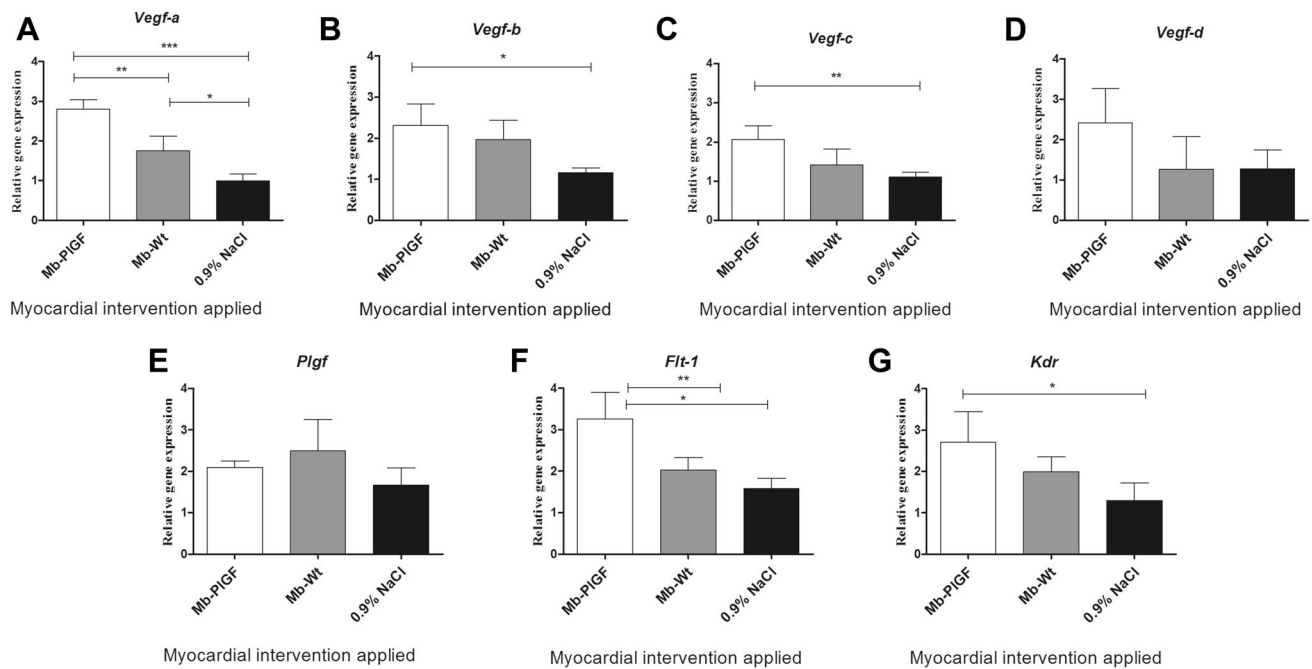 A
Vegf-a
Relative gene expression
4
3
2
1
0
***
**
*
Mb-PlGF
Mb-Wt
0.9% NaCl
Myocardial intervention applied
B
Vegf-b
Relative gene expression
4
3
2
1
0
*
Mb-PlGF
Mb-Wt
0.9% NaCl
Myocardial intervention applied
C
Vegf-c
Relative gene expression
4
3
2
1
0
**
Mb-PlGF
Mb-Wt
0.9% NaCl
Myocardial intervention applied
D
Vegf-d
Relative gene expression
4
3
2
1
0
Mb-PlGF
Mb-Wt
0.9% NaCl
Myocardial intervention applied
E
Plgf
Relative gene expression
4
3
2
1
0
Mb-PlGF
Mb-Wt
0.9% NaCl
Myocardial intervention applied
F
Flt-1
Relative gene expression
4
3
2
1
0
**
*
Mb-PlGF
Mb-Wt
0.9% NaCl
Myocardial intervention applied
G
Kdr
Relative gene expression
4
3
2
1
0
*
Mb-PlGF
Mb-Wt
0.9% NaCl
Myocardial intervention applied